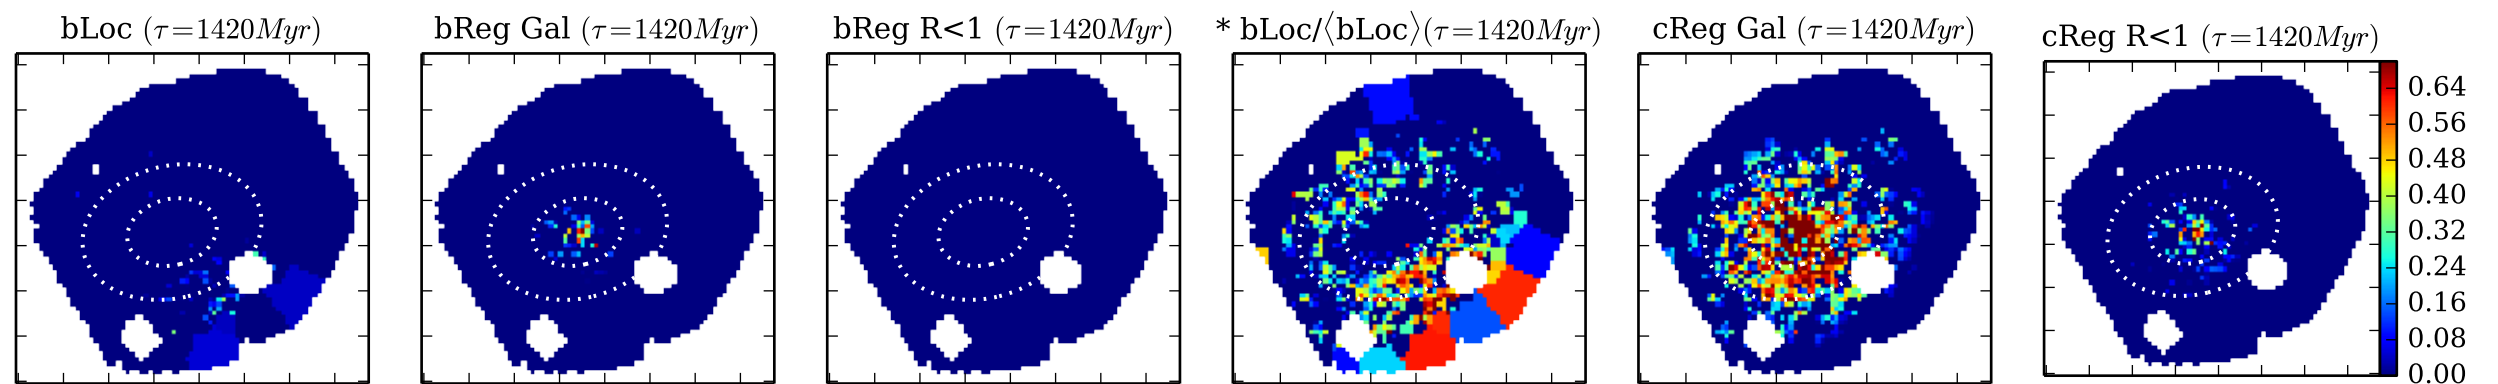 bLoc (τ=1420Myr)
bReg Gal (τ=1420Myr)
bReg R<1 (τ=1420Myr)
* bLoc/⟨bLoc⟩(τ=1420Myr)
cReg Gal (τ=1420Myr)
cReg R<1 (τ=1420Myr)
0.64
0.56
0.48
0.40
0.32
0.24
0.16
0.08
0.00